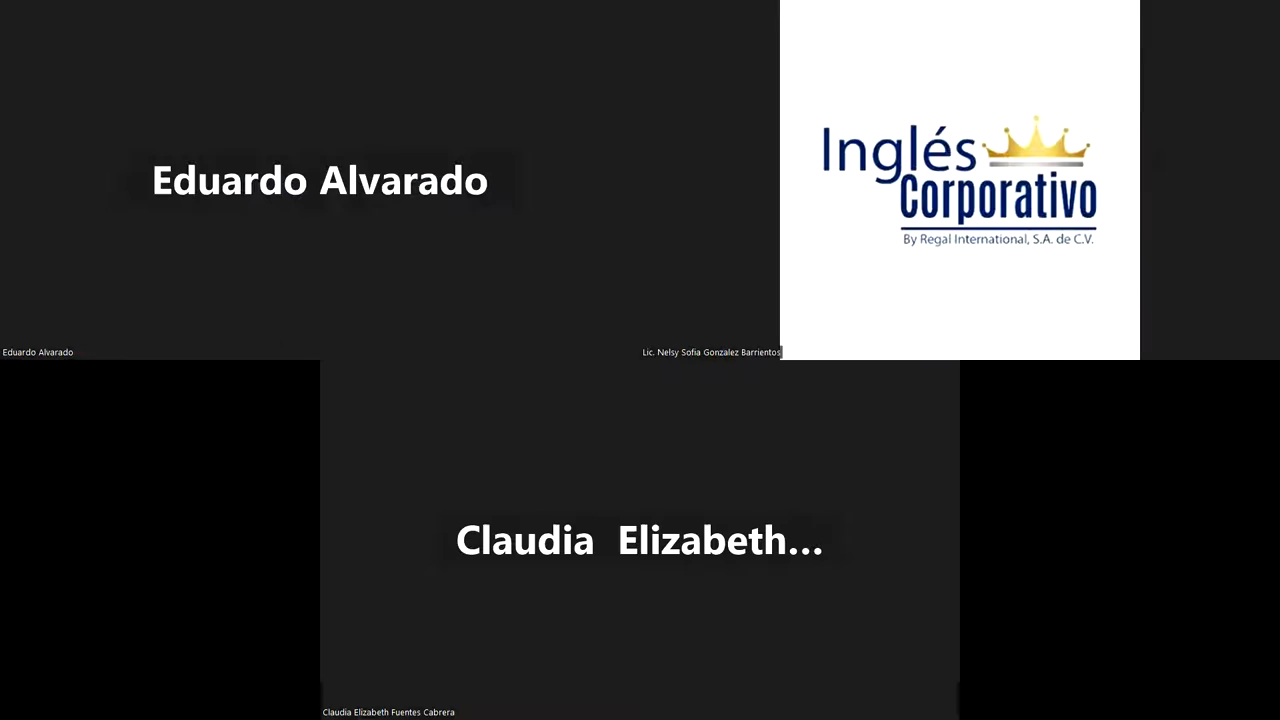 Eduardo Alvarado
Inglés
Corporativo
By Regal International, S.A. de C.V.
Eduardo Alvarado
Lic. Nelsy Sofia Gonzalez Barrientos
Claudia Elizabeth...
Claudia Elizabeth Fuentes Cabrera